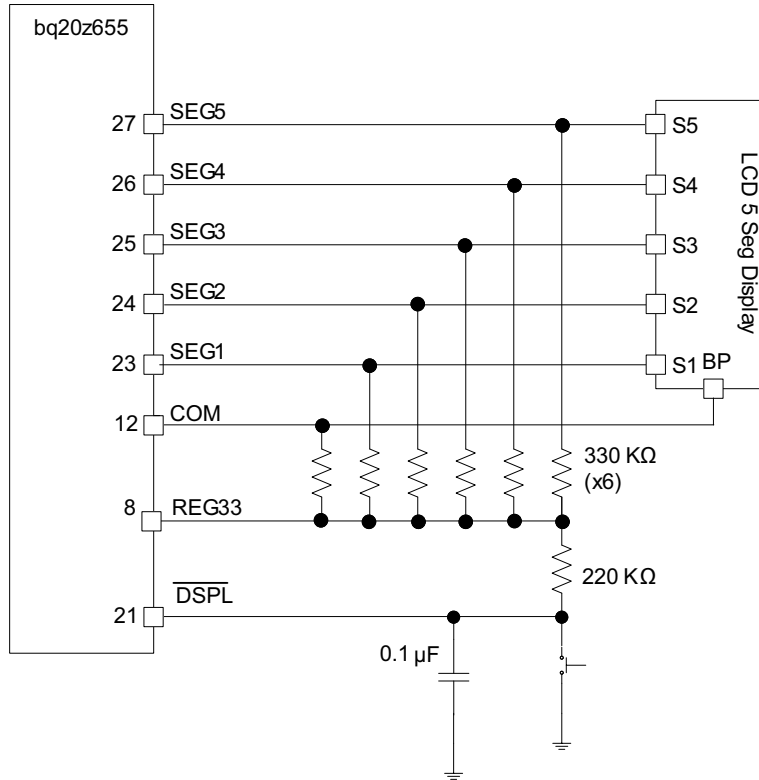 bq20z655
27 SEG5
S5
26 SEG4
S4
25 SEG3
S3
24 SEG2
S2
23 SEG1
S1 BP
LCD 5 Seg Display
12 COM
330 KΩ
(x6)
8 REG33
220 KΩ
21 DSPL
0.1 µF